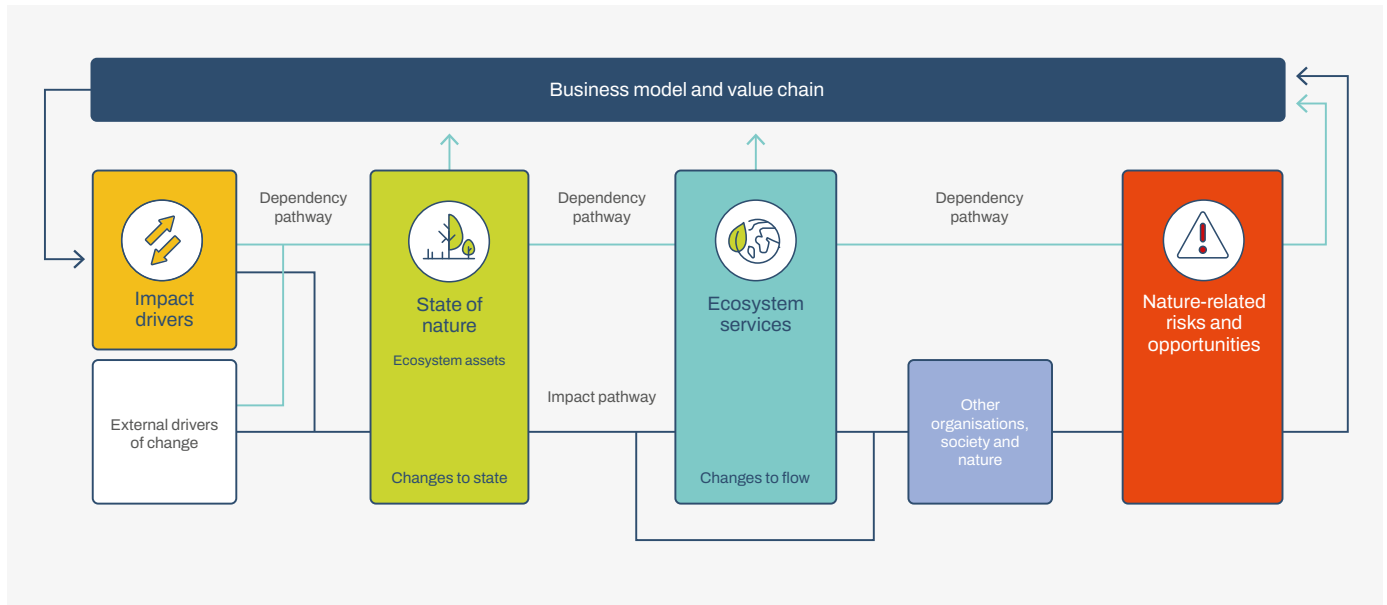 Business model and value chain
Dependency
pathway
Dependency
pathway
Dependency
pathway
Impact
drivers
State of
nature
Ecosystem assets
Ecosystem
services
Nature-related
risks and
opportunities
Impact pathway
External drivers
of change
Other
organisations,
society and
nature
Changes to state
Changes to flow